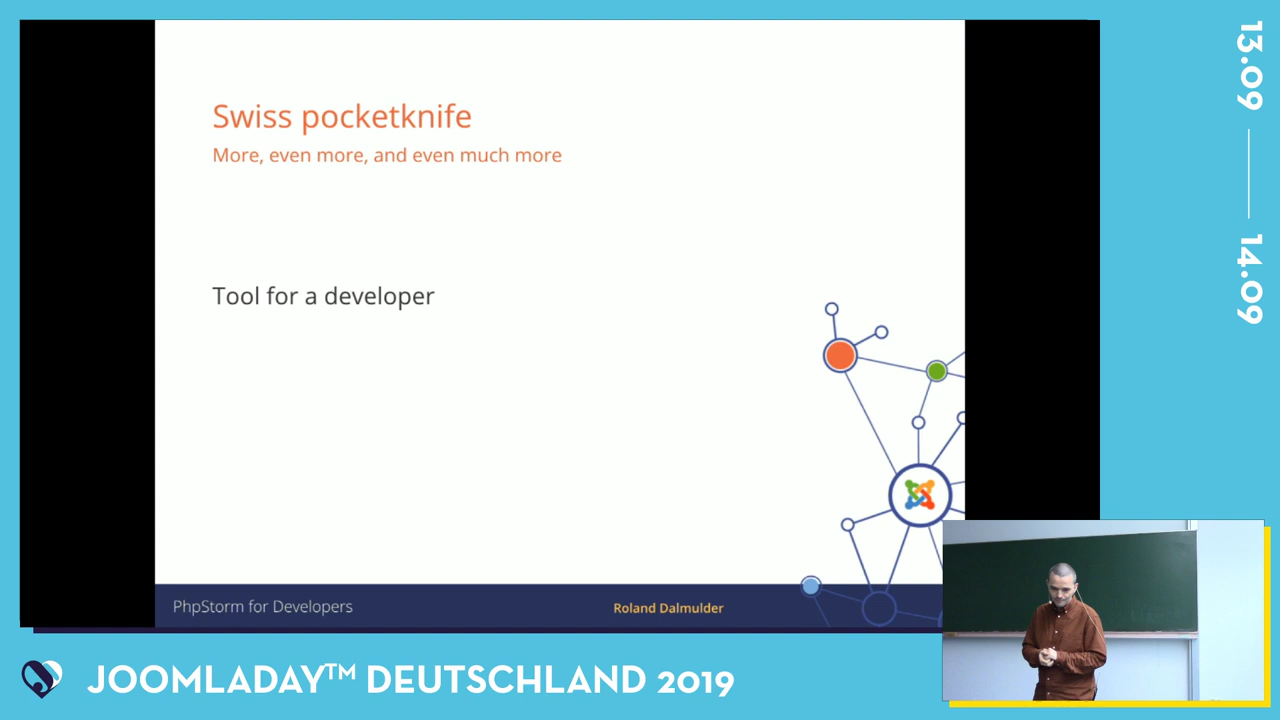 Swiss pocketknife
More, even more, and even much more
Tool for a developer
PhpStorm for Developers
Roland Dalmulder
JOOMLADAY™ DEUTSCHLAND 2019
13.09
14.09